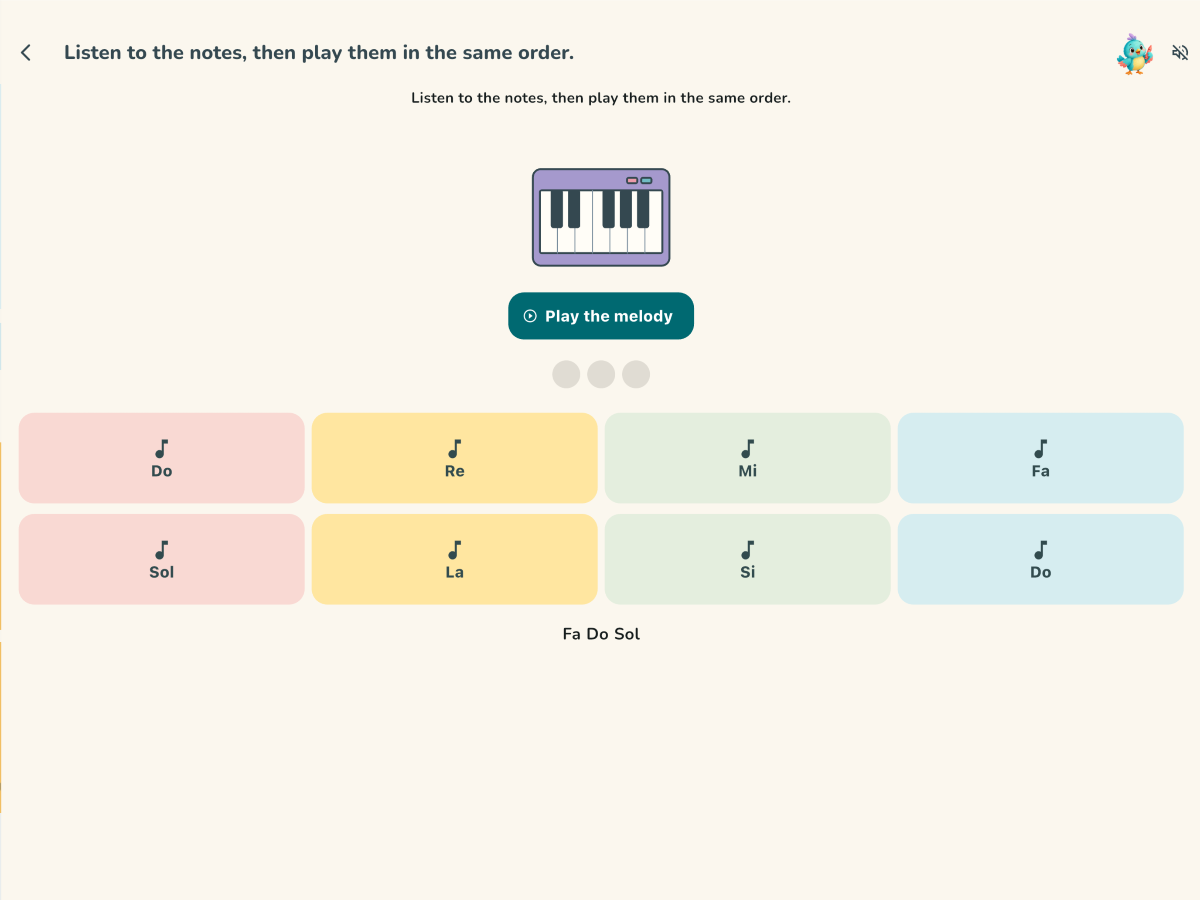 Listen to the notes, then play them in the same order.
Listen to the notes, then play them in the same order.
Play the melody
Do
Re
Mi
Fa
Sol
La
Si
Do
Fa Do Sol